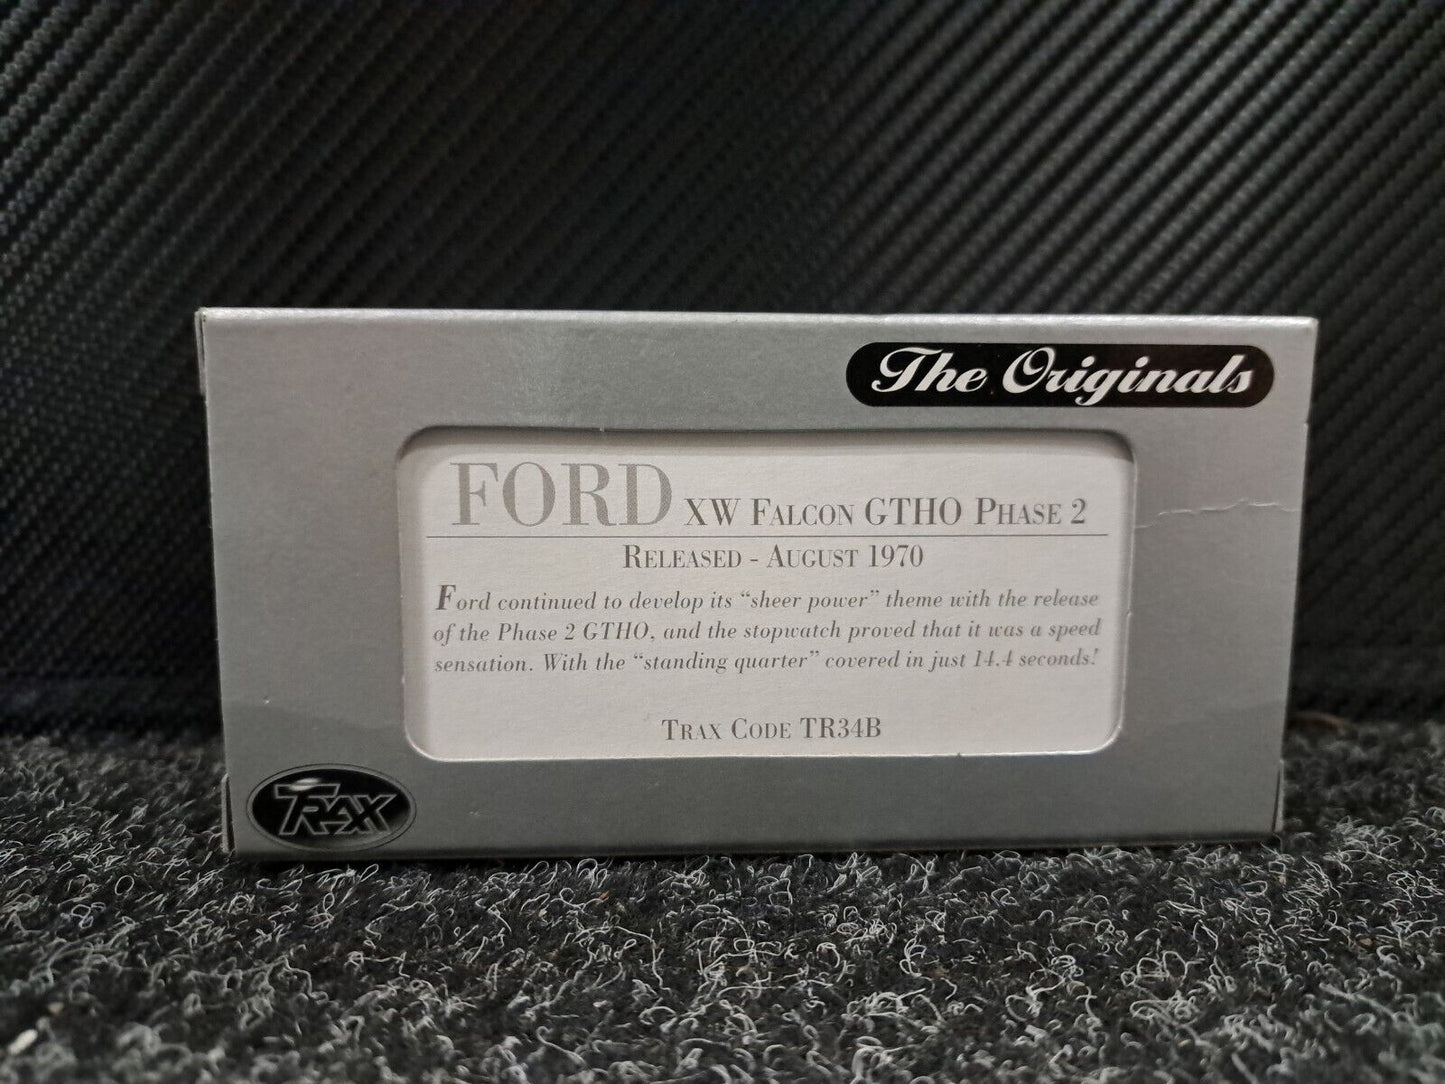 The Originals
FORD XW FALCON GTHO PHASE 2
RELEASED - AUGUST 1970
Ford continued to develop its “sheer power” theme with the release
of the Phase 2 GTHO, and the stopwatch proved that it was a speed
sensation. With the “standing quarter” covered in just 14.4 seconds!
TRAX CODE TR34B
TRAX